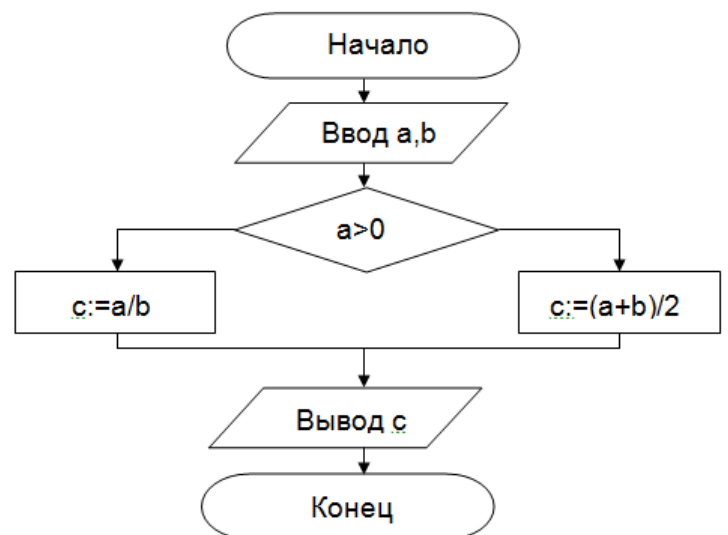 Начало
Ввод a,b
a>0
c:=a/b
c:=(a+b)/2
Вывод c
Конец